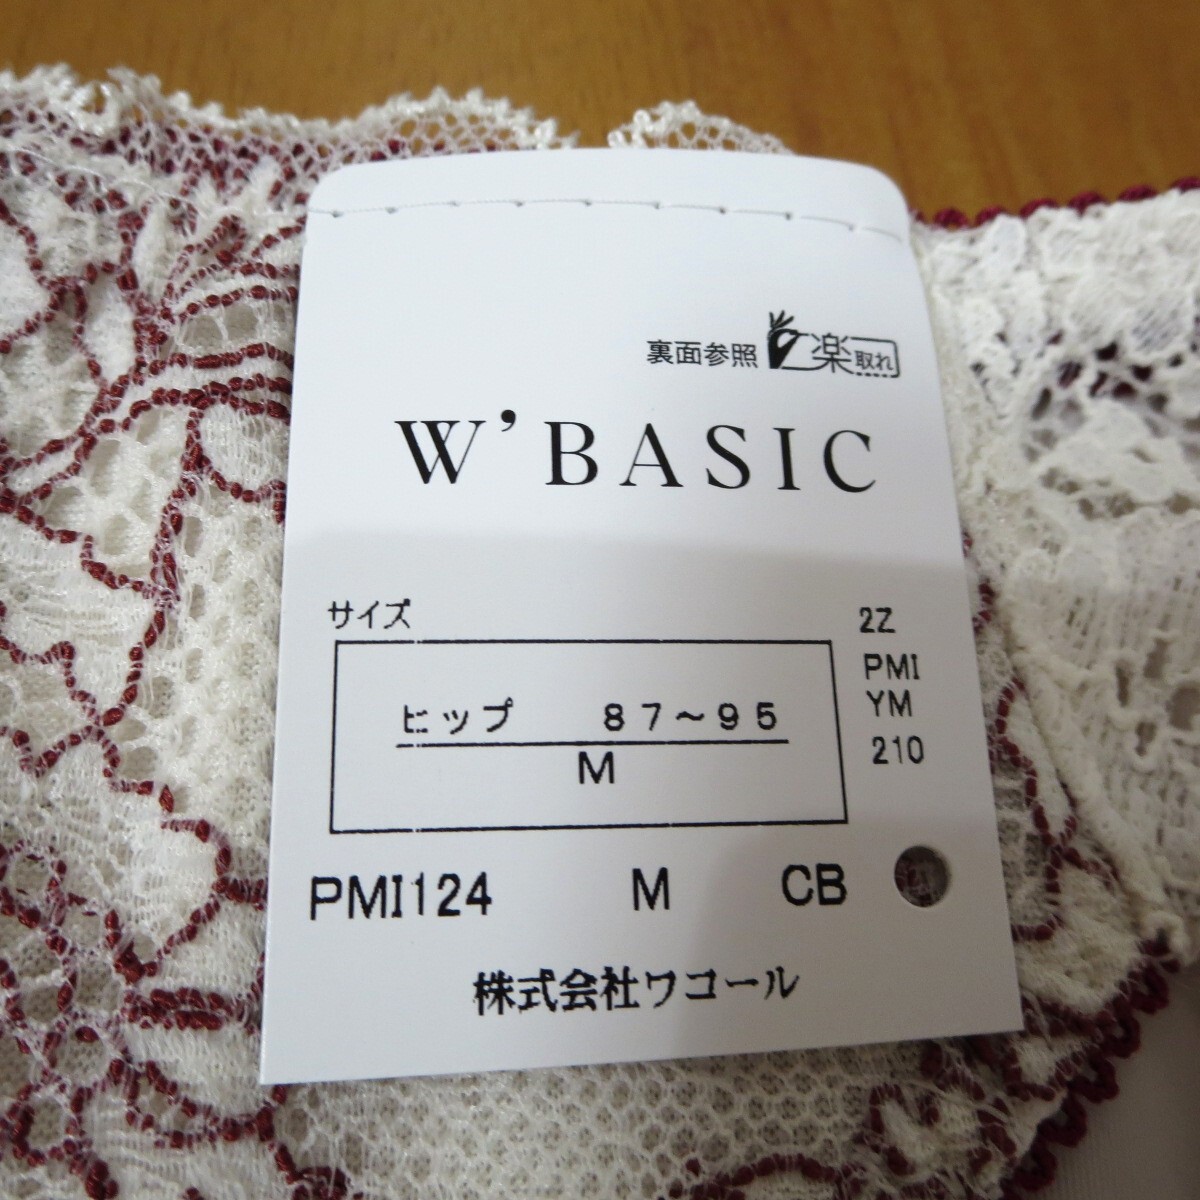 裏面参照 楽取れ
W'BASIC
サイズ
ヒップ 87～95
M
2Z
PMI
YM
210
PMI124 M CB
株式会社ワコール